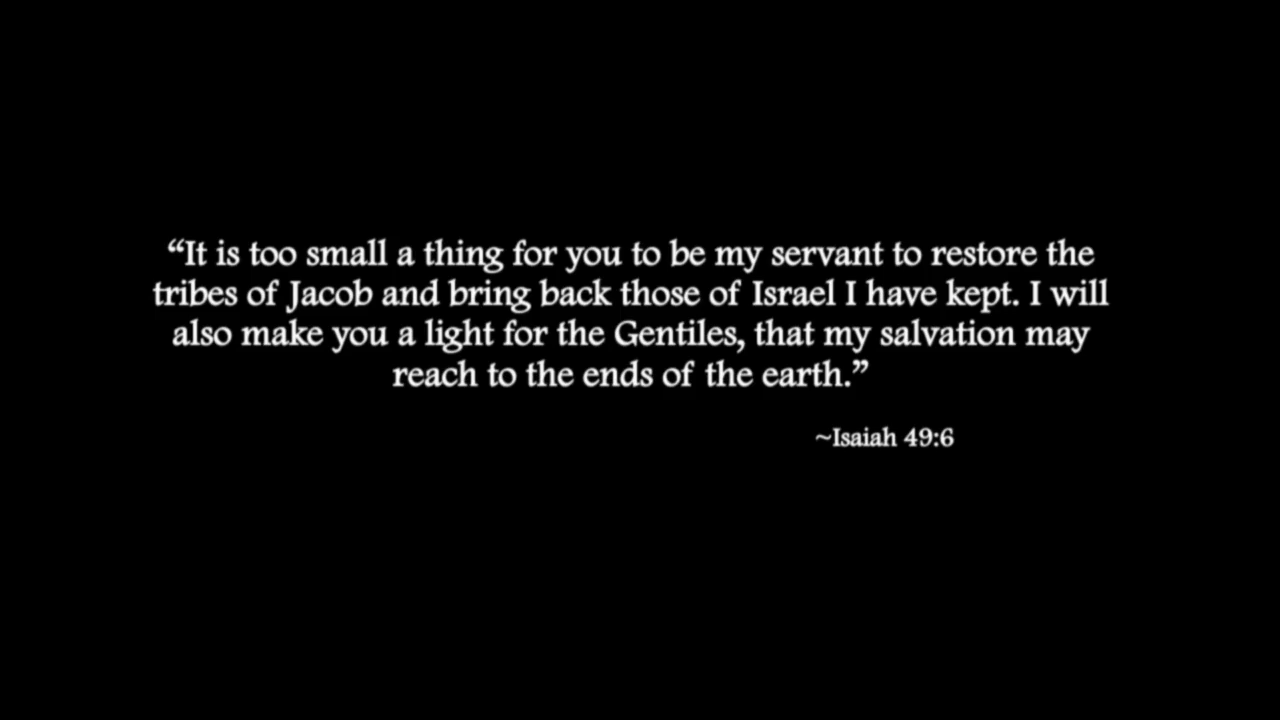 “It is too small a thing for you to be my servant to restore the
tribes of Jacob and bring back those of Israel I have kept. I will
also make you a light for the Gentiles, that my salvation may
reach to the ends of the earth.”
~Isaiah 49:6